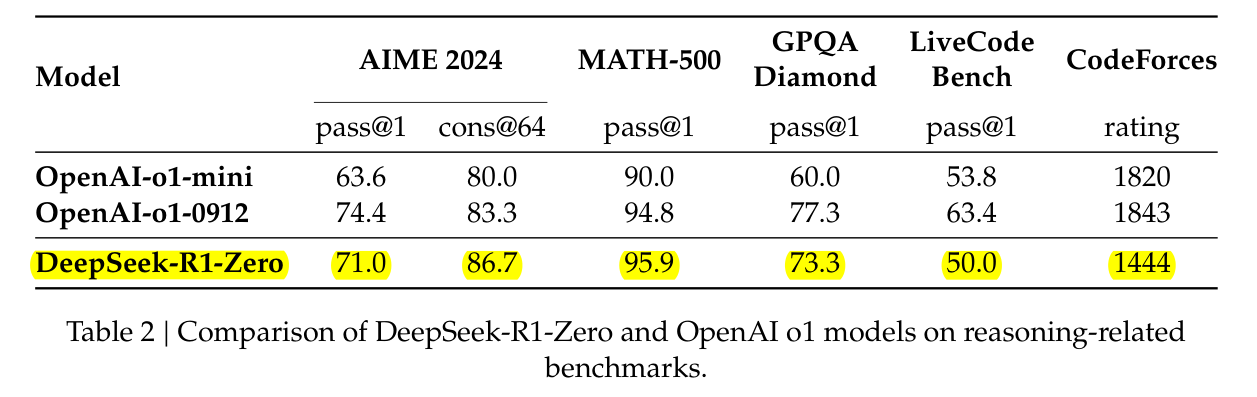 Model AIME 2024 MATH-500 GPQA Diamond LiveCode Bench CodeForces
pass@1 cons@64 pass@1 pass@1 pass@1 rating
OpenAI-o1-mini 63.6 80.0 90.0 60.0 53.8 1820
OpenAI-o1-0912 74.4 83.3 94.8 77.3 63.4 1843
DeepSeek-R1-Zero 71.0 86.7 95.9 73.3 50.0 1444
Table 2 | Comparison of DeepSeek-R1-Zero and OpenAI o1 models on reasoning-related
benchmarks.